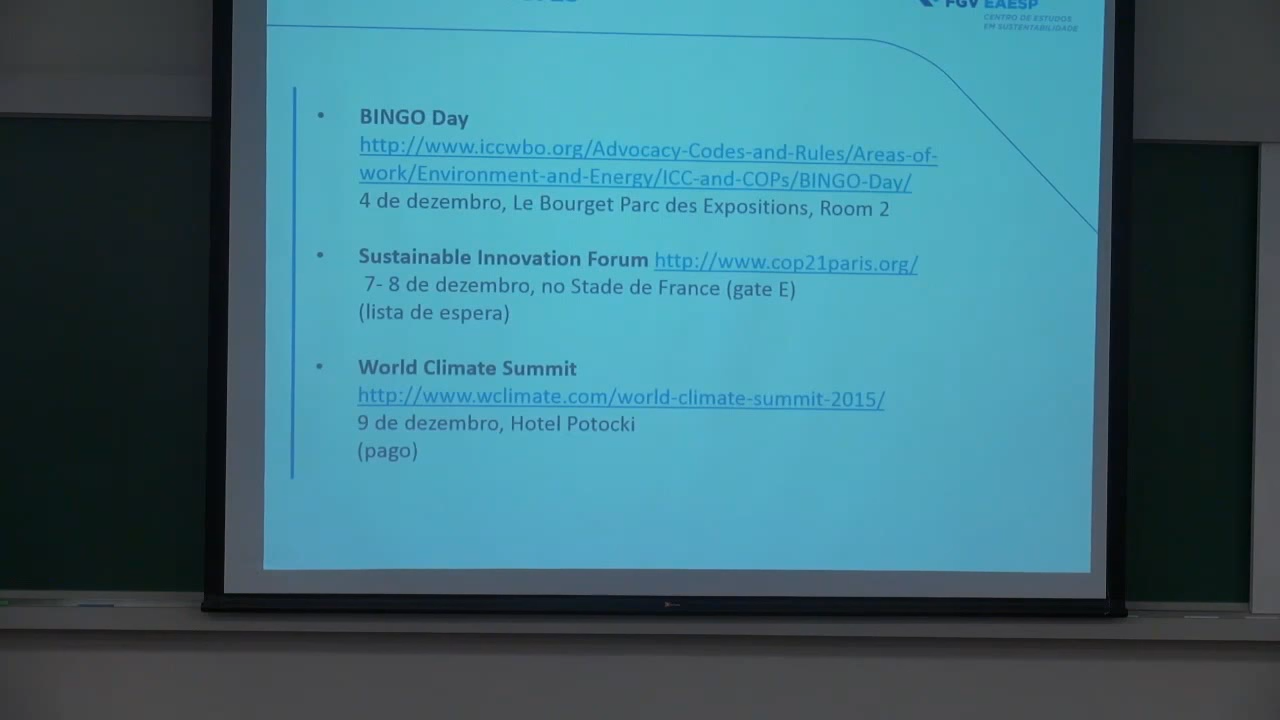 FGV EAESP
CENTRO DE ESTUDOS
EM SUSTENTABILIDADE
• BINGO Day
http://www.iccwbo.org/Advocacy-Codes-and-Rules/Areas-of-
work/Environment-and-Energy/ICC-and-COPs/BINGO-Day/
4 de dezembro, Le Bourget Parc des Expositions, Room 2
• Sustainable Innovation Forum http://www.cop21paris.org/
7- 8 de dezembro, no Stade de France (gate E)
(lista de espera)
• World Climate Summit
http://www.wclimate.com/world-climate-summit-2015/
9 de dezembro, Hotel Potocki
(pago)